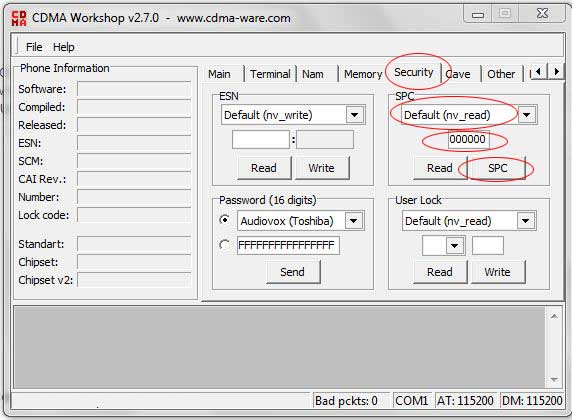 CDMA CDMA Workshop v2.7.0 - www.cdma-ware.com
File Help
Phone Information
Software:
Compiled:
Released:
ESN:
SCM:
CAI Rev.:
Number:
Lock code:
Standart:
Chipset:
Chipset v2:
Main Terminal Nam Memory Security Cave Other
ESN
Default (nv_write)
:
Read Write
SPC
Default (nv_read)
000000
Read SPC
Password (16 digits)
Audiovox (Toshiba)
FFFFFFFFFFFFFFFF
Send
User Lock
Default (nv_read)
Read Write
Bad pckts: 0 COM1 AT: 115200 DM: 115200